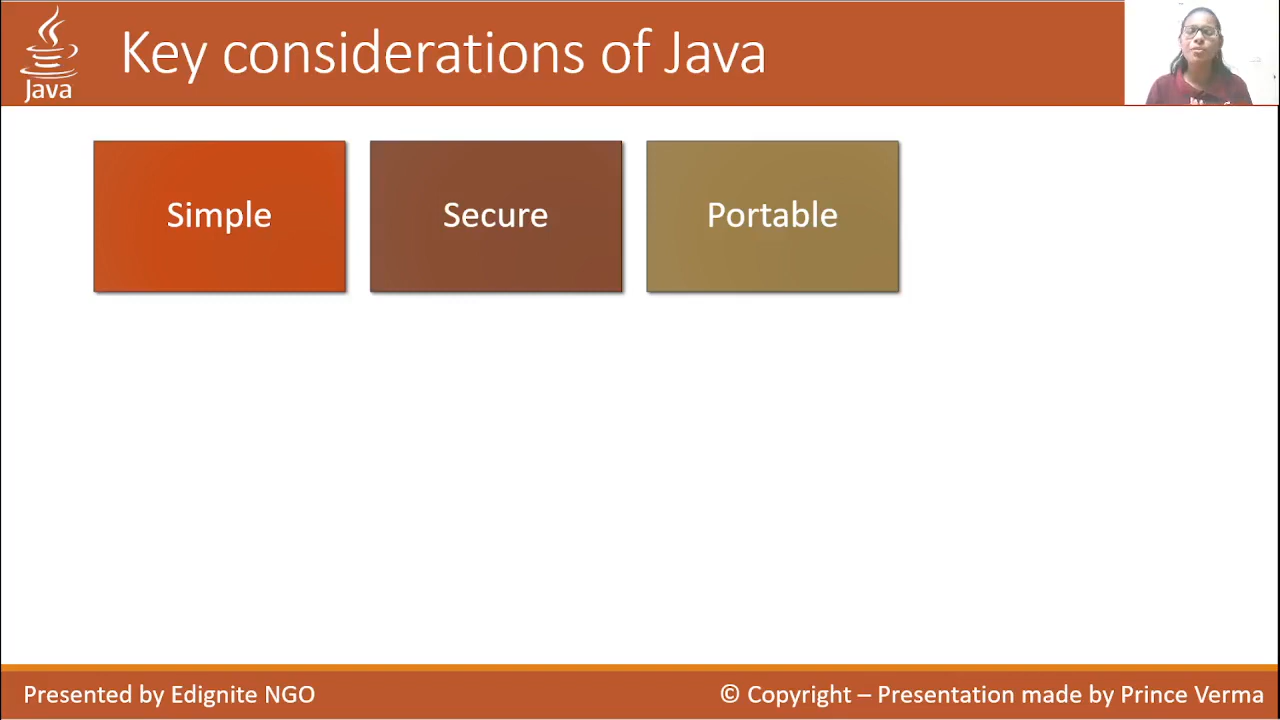 Java
Key considerations of Java
Simple
Secure
Portable
Presented by Edignite NGO
© Copyright – Presentation made by Prince Verma